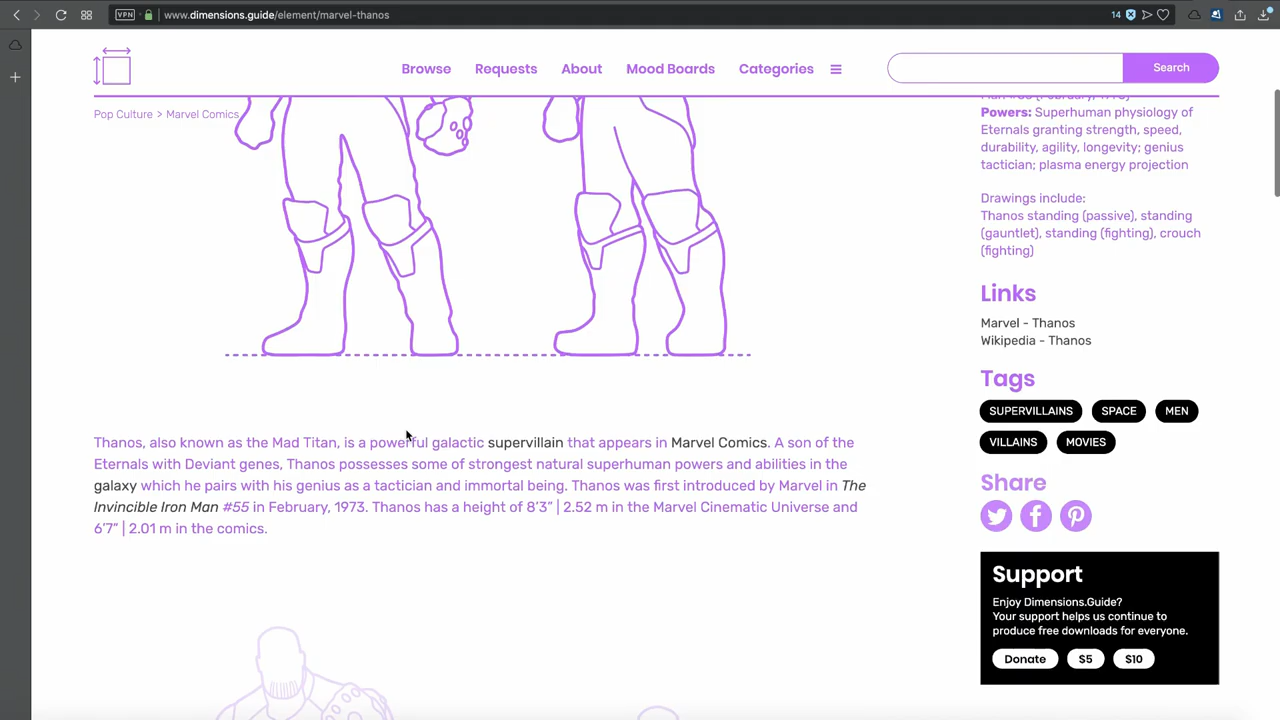 VPN
www.dimensions.guide/element/marvel-thanos
14
Browse
Requests
About
Mood Boards
Categories
Search
Pop Culture > Marvel Comics
Powers: Superhuman physiology of
Eternals granting strength, speed,
durability, agility, longevity; genius
tactician; plasma energy projection
Drawings include:
Thanos standing (passive), standing
(gauntlet), standing (fighting), crouch
(fighting)
Links
Marvel - Thanos
Wikipedia - Thanos
Tags
SUPERVILLAINS
SPACE
MEN
VILLAINS
MOVIES
Thanos, also known as the Mad Titan, is a powerful galactic supervillain that appears in Marvel Comics. A son of the
Eternals with Deviant genes, Thanos possesses some of strongest natural superhuman powers and abilities in the
galaxy which he pairs with his genius as a tactician and immortal being. Thanos was first introduced by Marvel in The
Invincible Iron Man #55 in February, 1973. Thanos has a height of 8’3” | 2.52 m in the Marvel Cinematic Universe and
6’7” | 2.01 m in the comics.
Share
Support
Enjoy Dimensions.Guide?
Your support helps us continue to
produce free downloads for everyone.
Donate
$5
$10